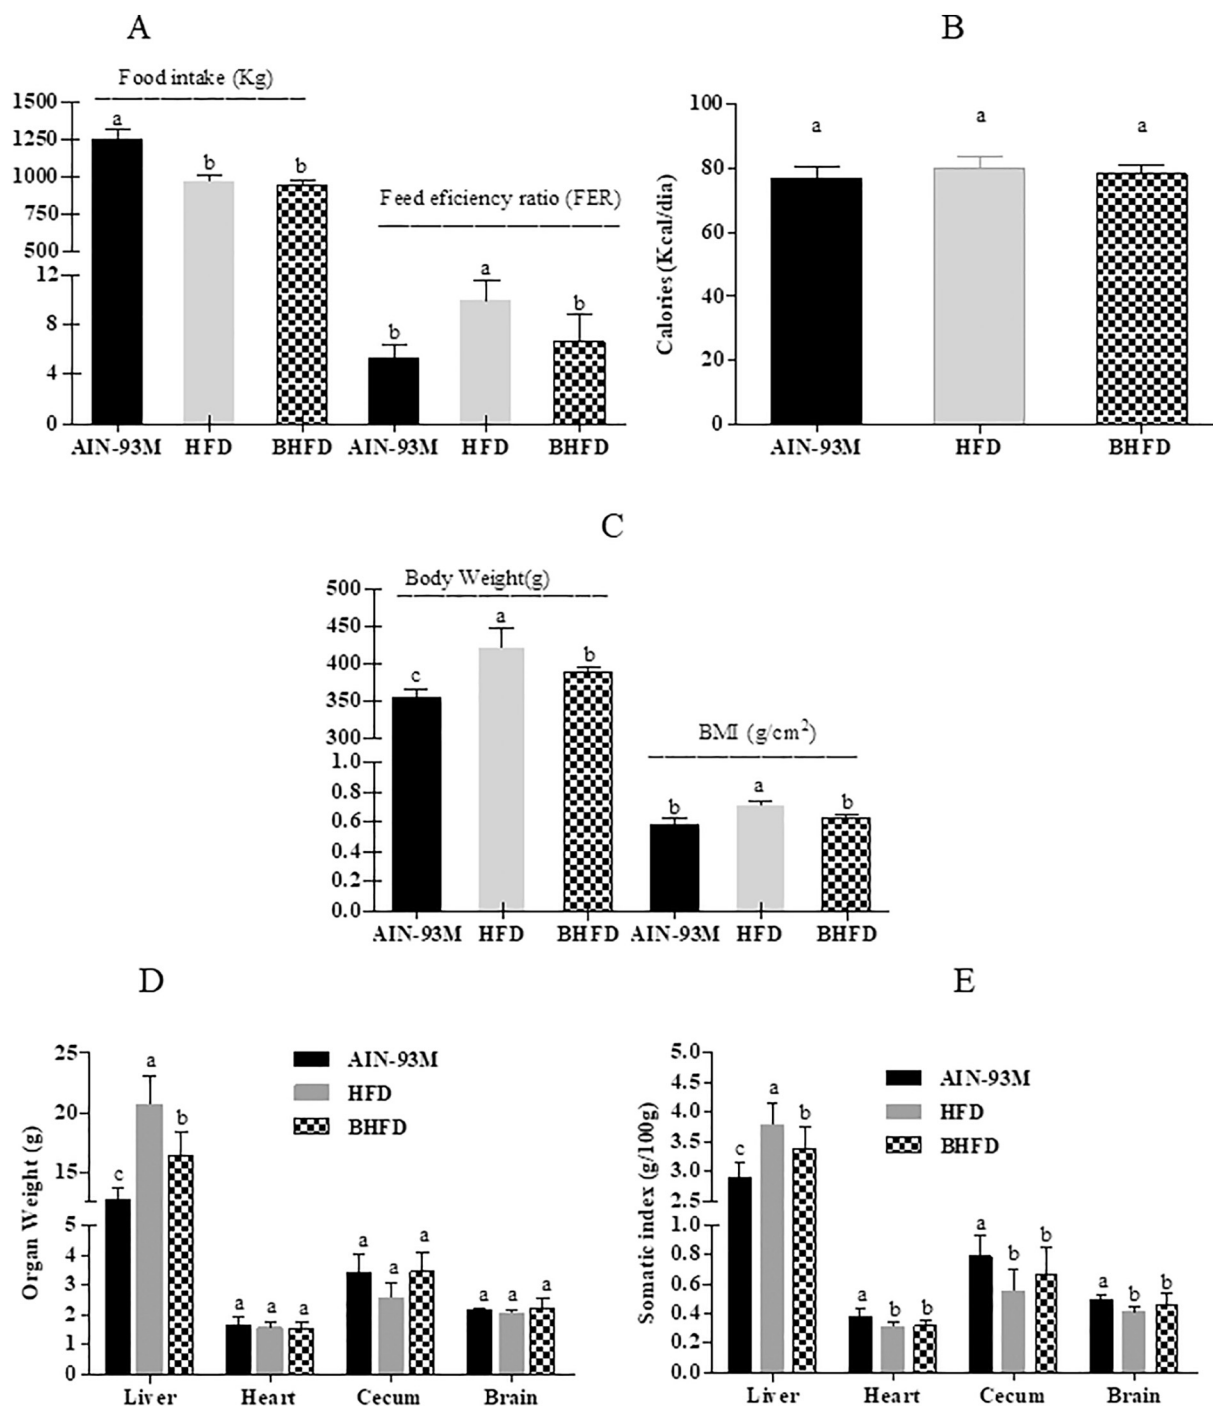 A
Food intake (Kg)
1500
1250
1000
750
500
12
8
4
0
a
b
b
Feed eficiency ratio (FER)
b
a
b
AIN-93M HFD BHFD AIN-93M HFD BHFD
B
Calories (Kcal/dia)
100
80
60
40
20
0
a
a
a
AIN-93M HFD BHFD
C
Body Weight(g)
500
450
400
350
300
1.0
0.8
0.6
0.4
0.2
0.0
c
a
b
BMI (g/cm²)
b
a
b
AIN-93M HFD BHFD AIN-93M HFD BHFD
D
Organ Weight (g)
25
20
15
5
4
3
2
1
0
AIN-93M
HFD
BHFD
c
a
b
a a a
a a a
a a a
Liver Heart Cecum Brain
E
Somatic index (g/100g)
5.0
4.5
4.0
3.5
3.0
2.5
1.0
0.8
0.6
0.4
0.2
0.0
AIN-93M
HFD
BHFD
c
a
b
a b b
a b b
a b b
Liver Heart Cecum Brain